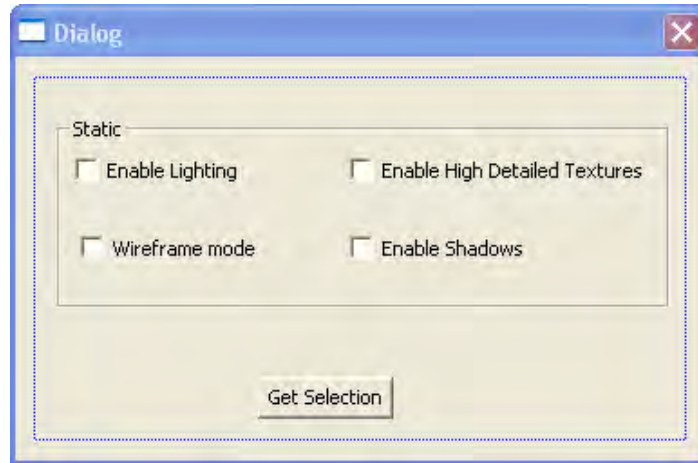 Dialog
Static
Enable Lighting
Enable High Detailed Textures
Wireframe mode
Enable Shadows
Get Selection